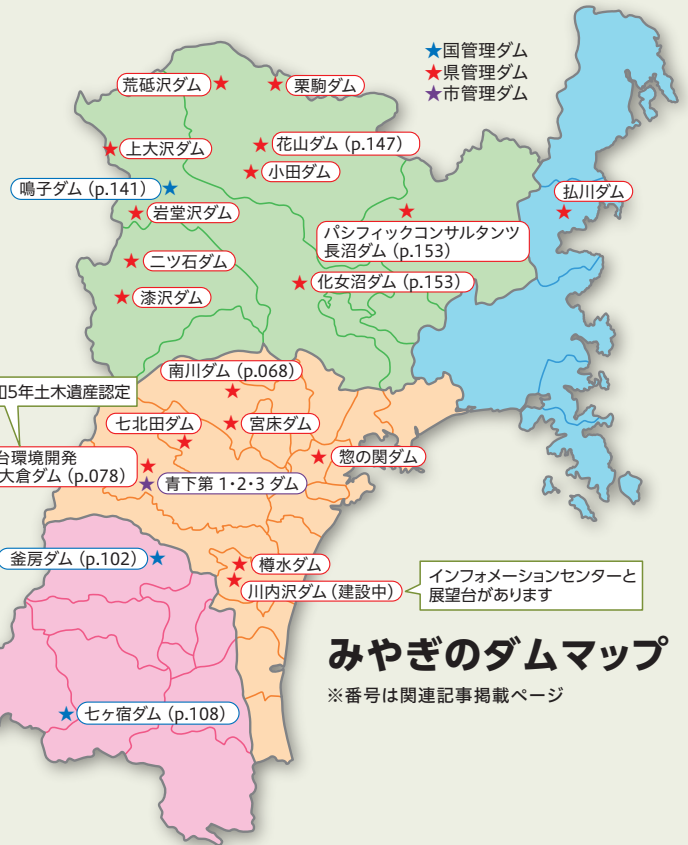 ★国管理ダム
★県管理ダム
★市管理ダム
荒砥沢ダム
栗駒ダム
上大沢ダム
花山ダム (p.147)
小田ダム
鳴子ダム (p.141)
払川ダム
岩堂沢ダム
パシフィックコンサルタンツ
長沼ダム (p.153)
二ツ石ダム
化女沼ダム (p.153)
漆沢ダム
南川ダム (p.068)
5年土木遺産認定
七北田ダム
宮床ダム
台環境開発
大倉ダム (p.078)
惣の関ダム
青下第 1・2・3 ダム
釜房ダム (p.102)
樽水ダム
川内沢ダム (建設中)
インフォメーションセンターと
展望台があります
みやぎのダムマップ
※番号は関連記事掲載ページ
七ヶ宿ダム (p.108)